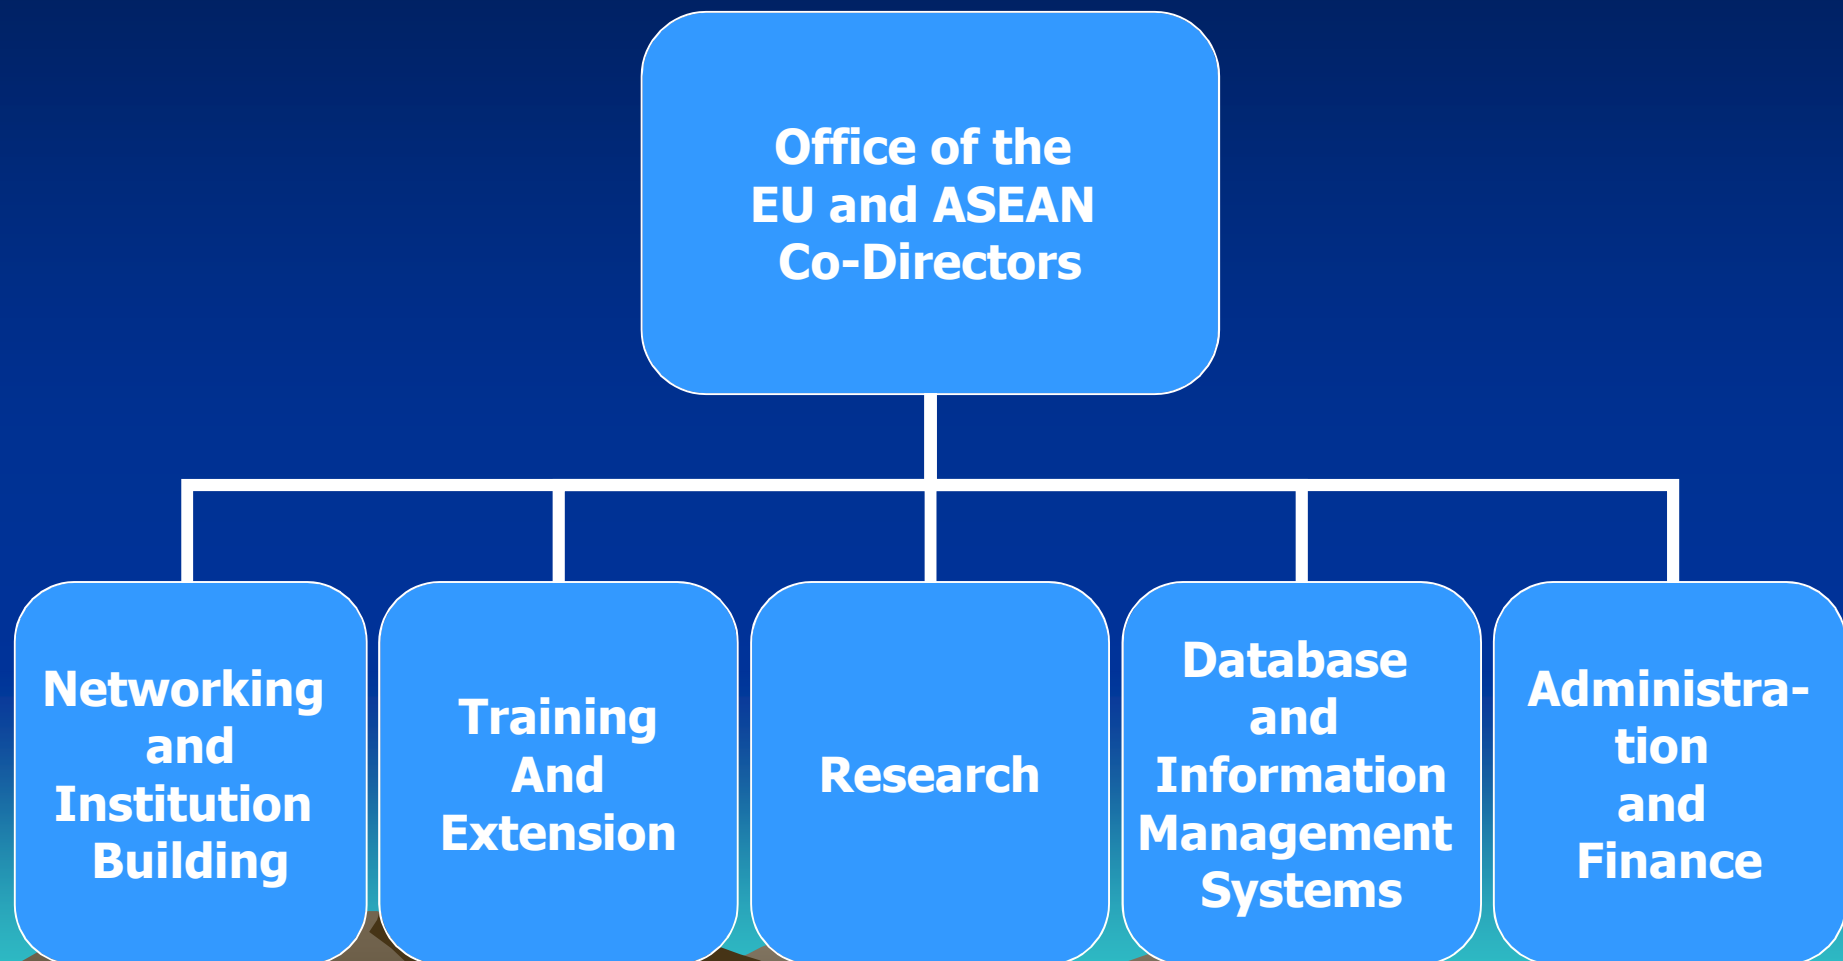 Office of the
EU and ASEAN
Co-Directors
Networking
and
Institution
Building
Training
And
Extension
Research
Database
and
Information
Management
Systems
Administra-
tion
and
Finance